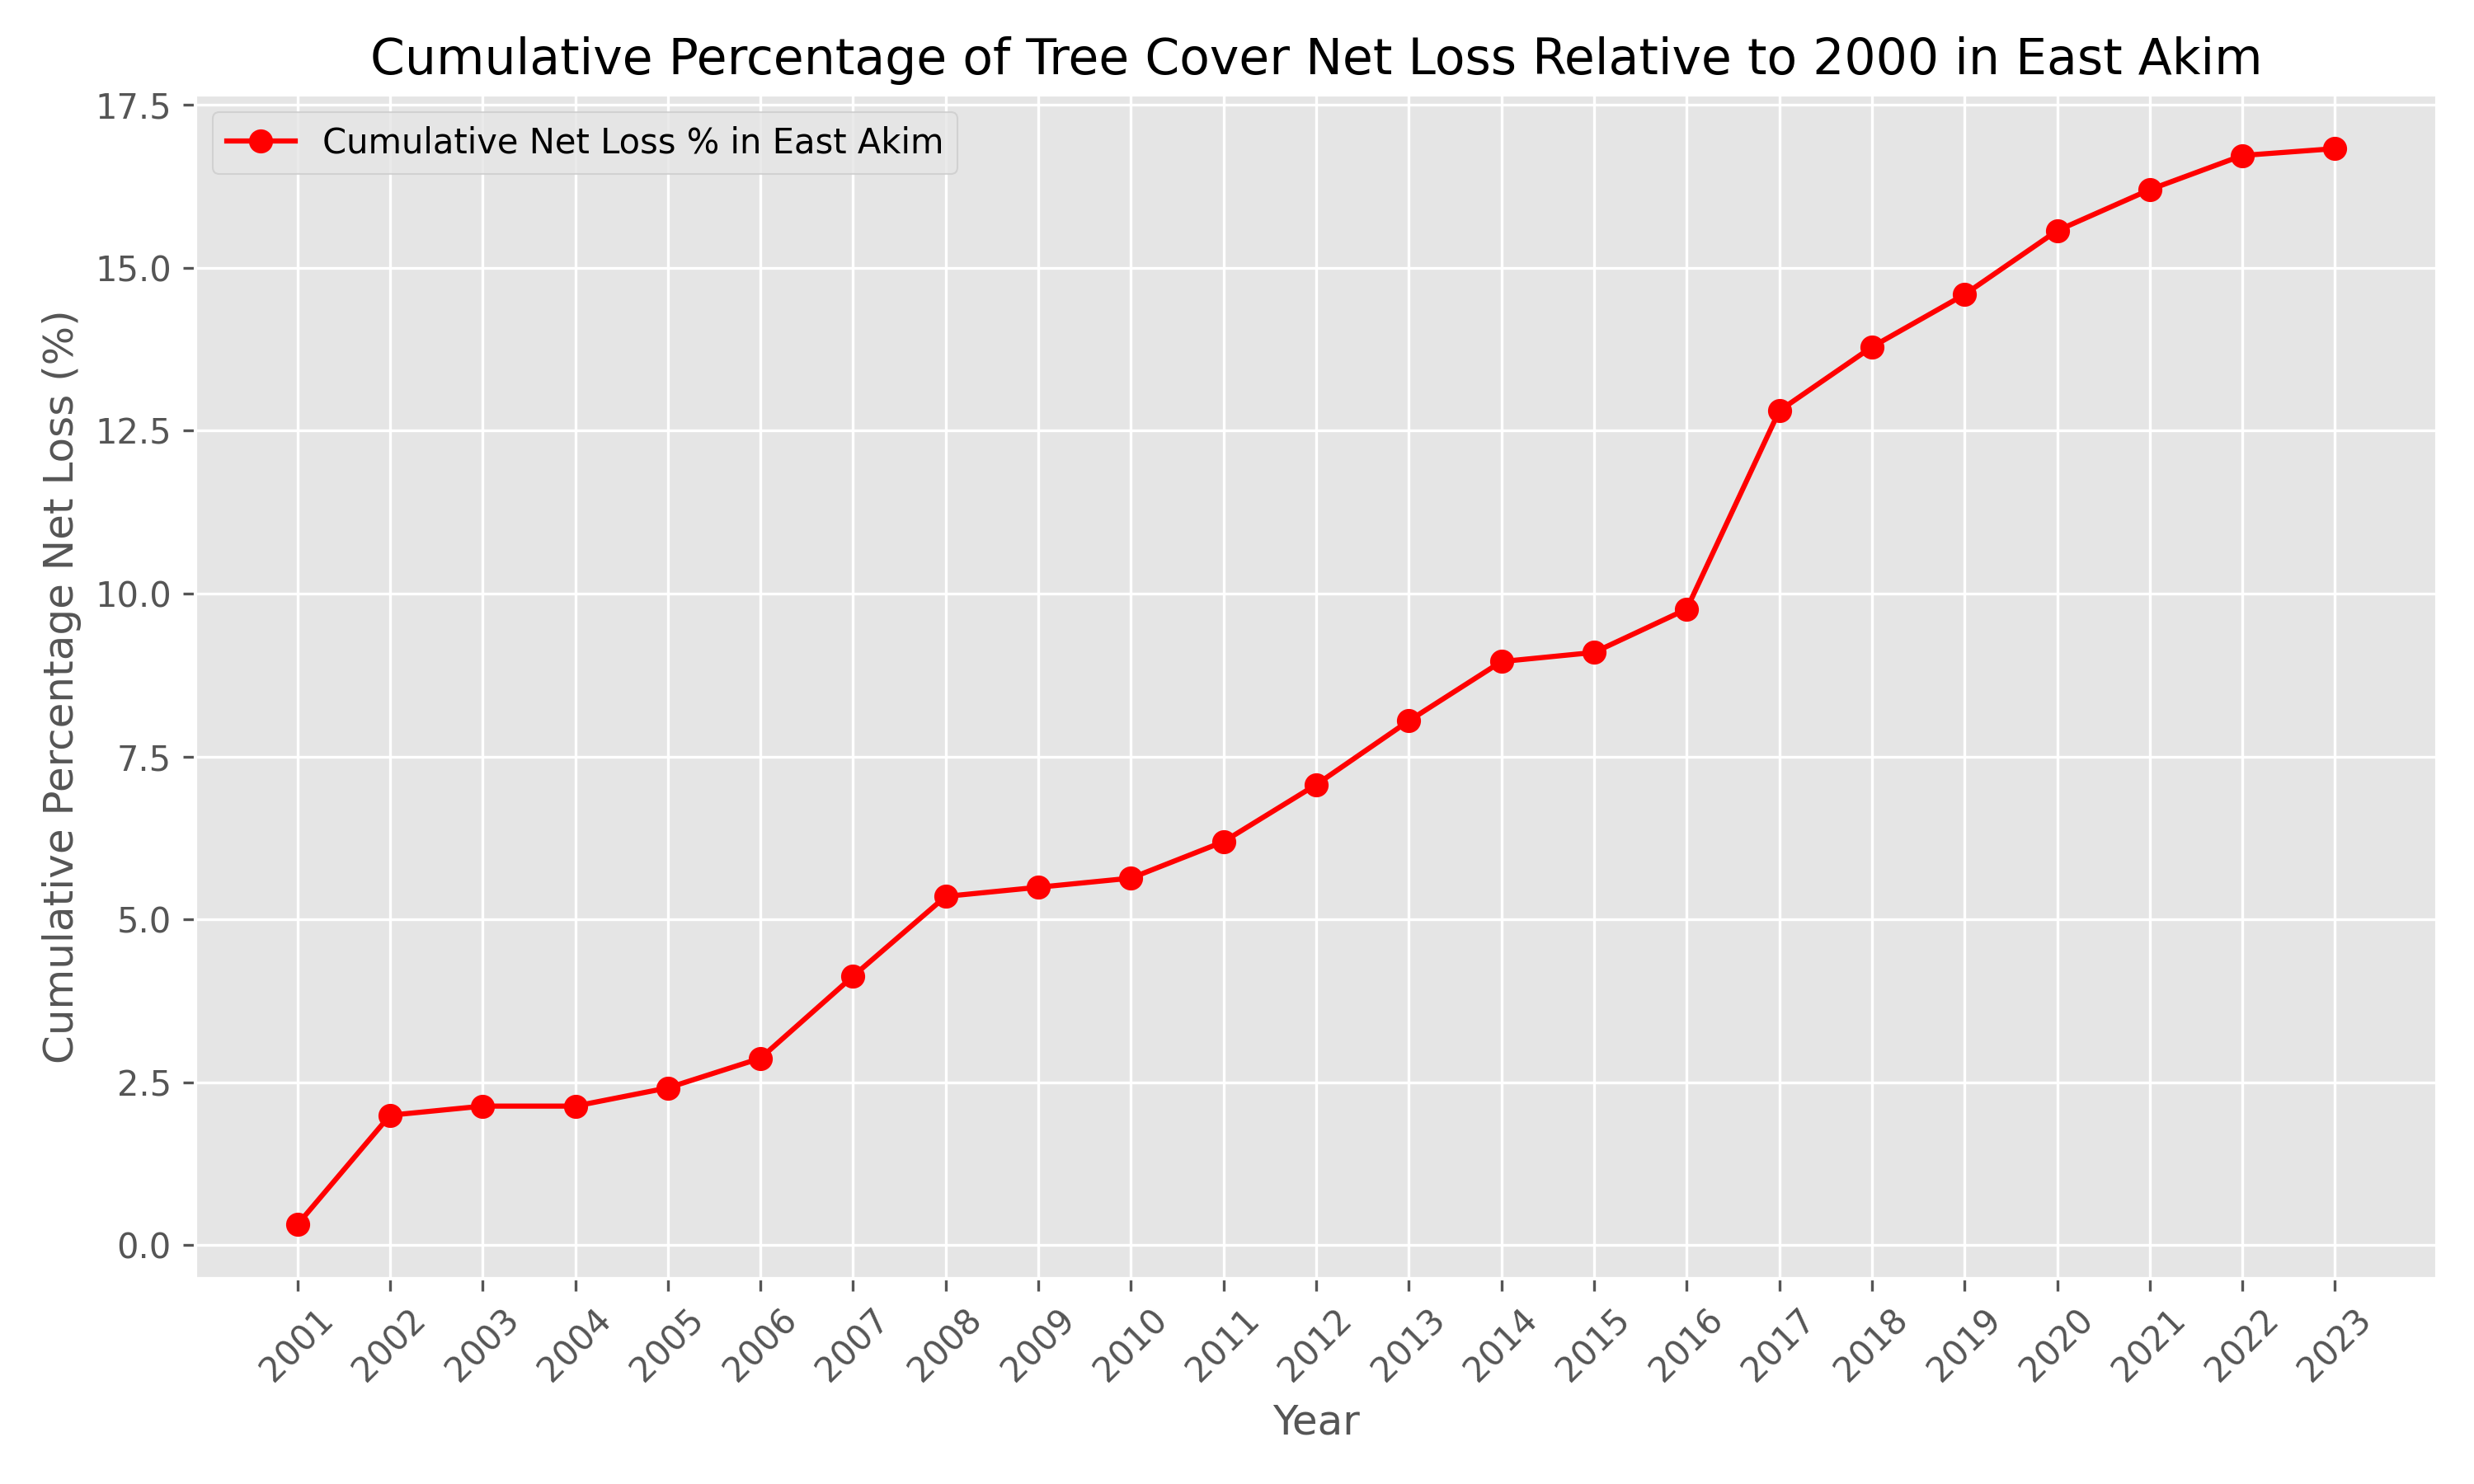 Cumulative Percentage of Tree Cover Net Loss Relative to 2000 in East Akim
Cumulative Net Loss % in East Akim
Cumulative Percentage Net Loss (%)
17.5
15.0
12.5
10.0
7.5
5.0
2.5
0.0
2001 2002 2003 2004 2005 2006 2007 2008 2009 2010 2011 2012 2013 2014 2015 2016 2017 2018 2019 2020 2021 2022 2023
Year